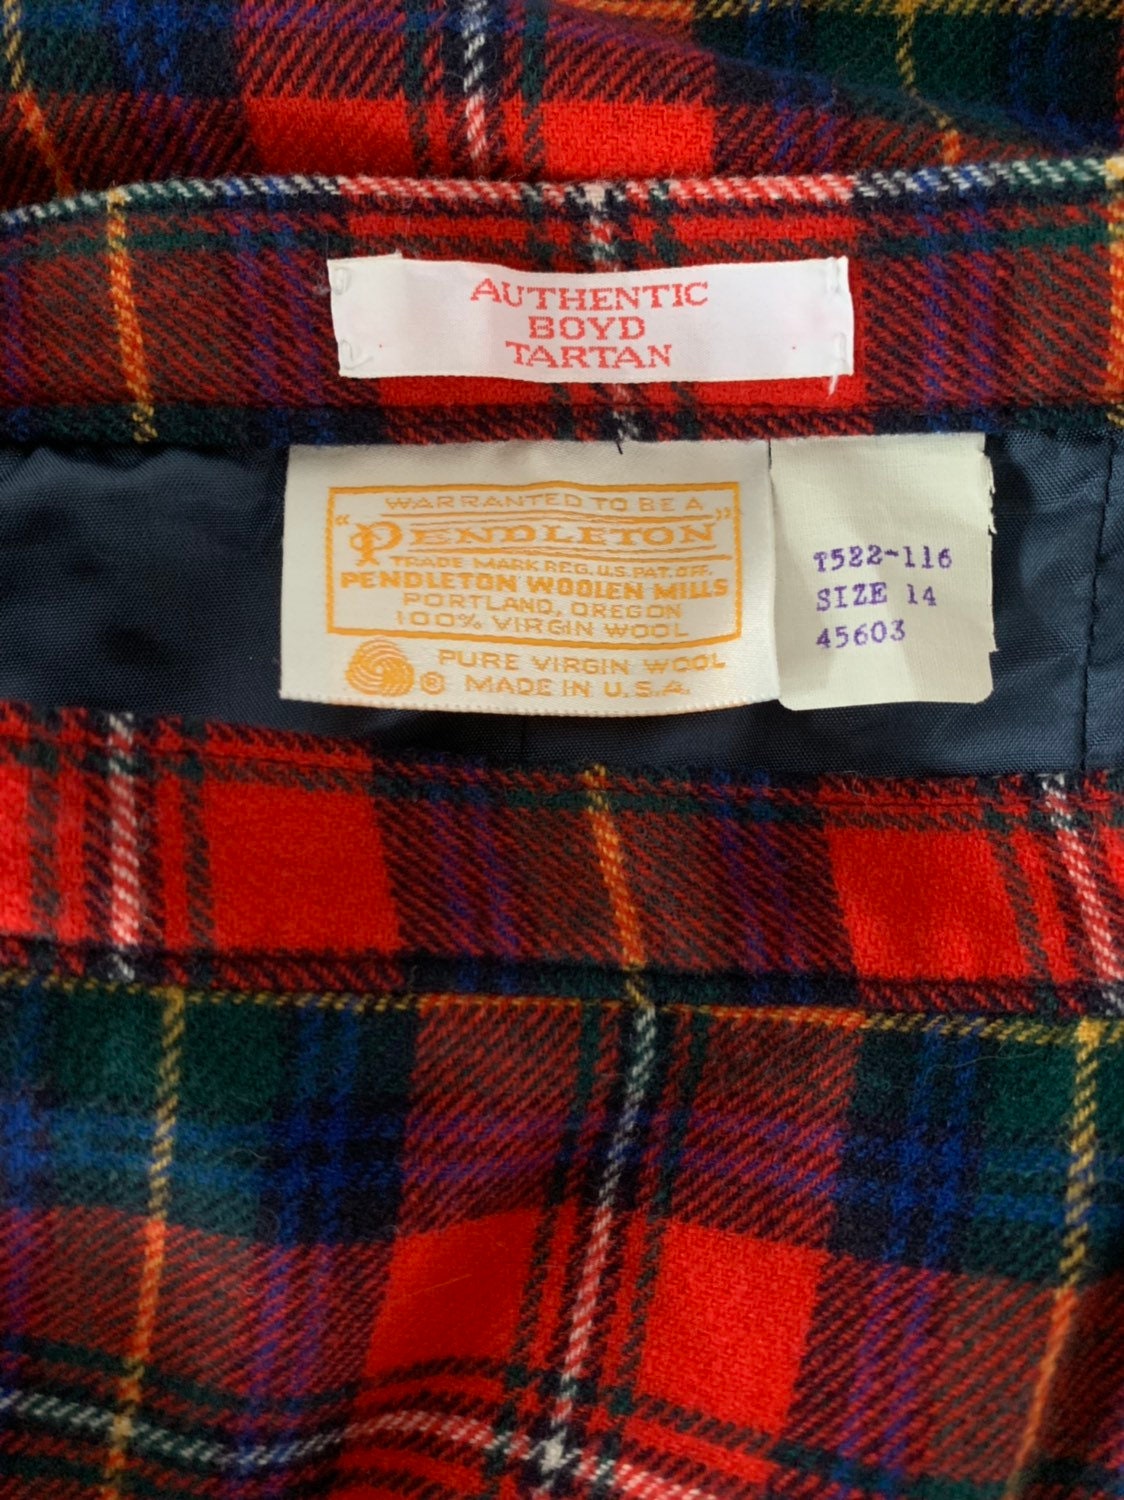 AUTHENTIC
BOYD
TARTAN
WARRANTED TO BE A
"PENDLETON"
TRADE MARK REG. U.S. PAT. OFF.
PENDLETON WOOLEN MILLS
PORTLAND, OREGON
100% VIRGIN WOOL
® PURE VIRGIN WOOL
MADE IN U.S.A.
T522-116
SIZE 14
45603